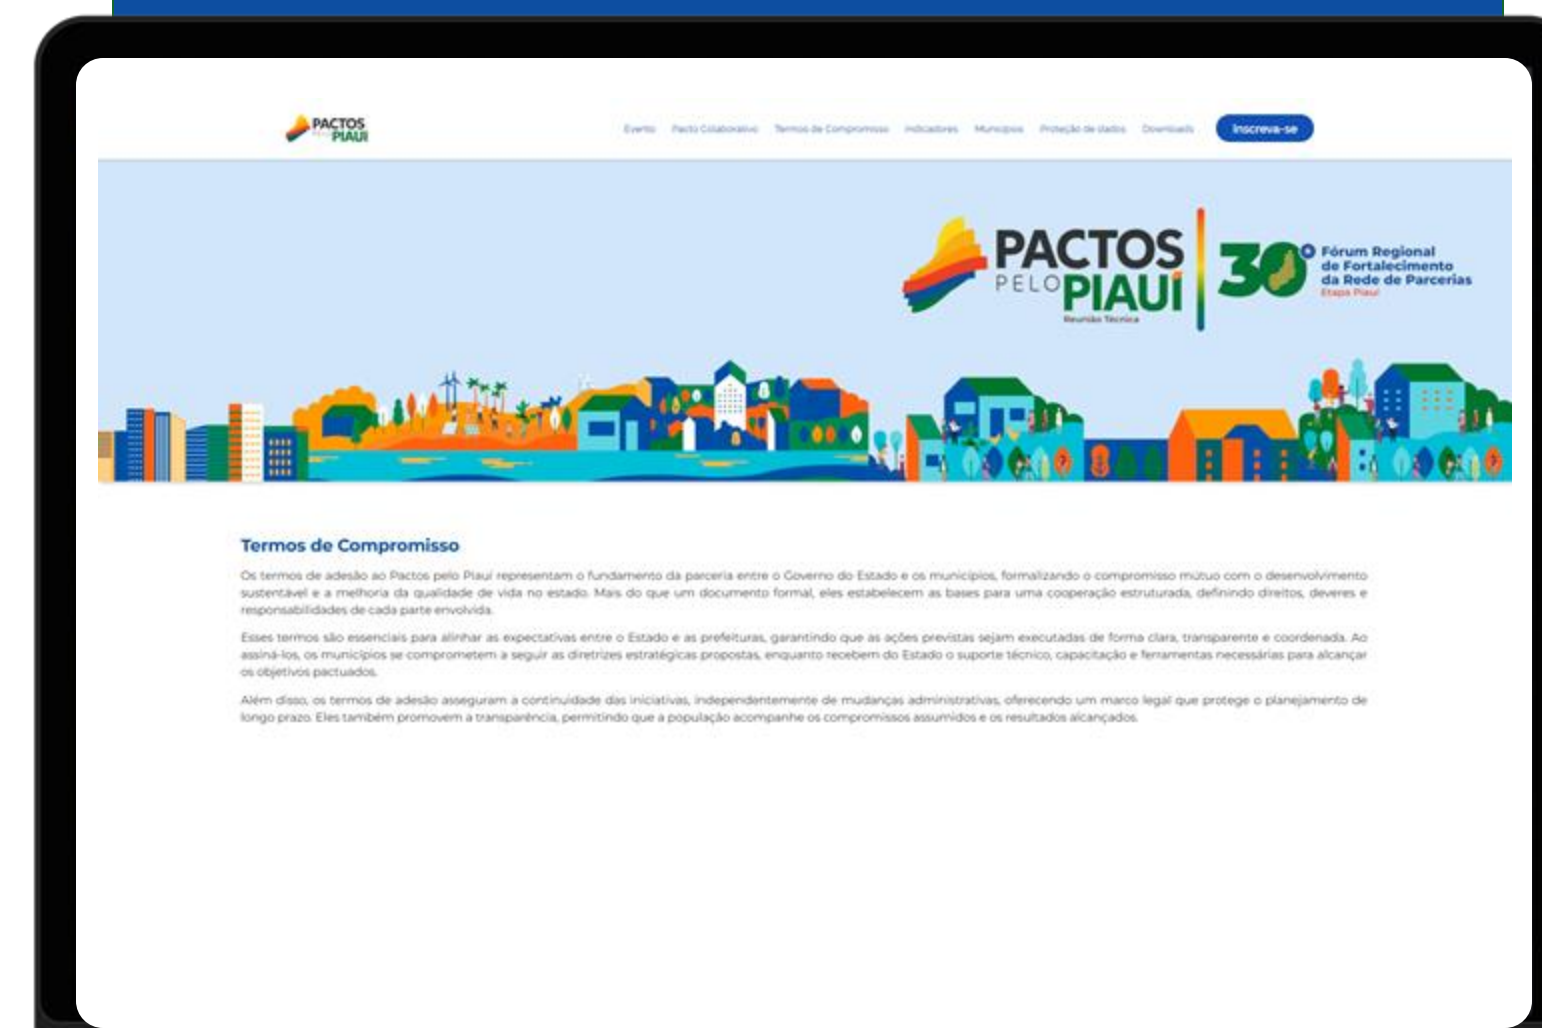 PACTOS
PELO
PIAUÍ
Evento Pacto Colaborativo Termos de Compromisso Indicadores Municípios Proteção de dados Downloads Inscreva-se
PACTOS
PELO PIAUÍ
Reunião Técnica
30º
Fórum Regional
de Fortalecimento
da Rede de Parcerias
Etapa Piauí
Termos de Compromisso
Os termos de adesão ao Pactos pelo Piauí representam o fundamento da parceria entre o Governo do Estado e os municípios, formalizando o compromisso mútuo com o desenvolvimento
sustentável e a melhoria da qualidade de vida no estado. Mais do que um documento formal, eles estabelecem as bases para uma cooperação estruturada, definindo direitos, deveres e
responsabilidades de cada parte envolvida.
Esses termos são essenciais para alinhar as expectativas entre o Estado e as prefeituras, garantindo que as ações previstas sejam executadas de forma clara, transparente e coordenada. Ao
assiná-los, os municípios se comprometem a seguir as diretrizes estratégicas propostas, enquanto recebem do Estado o suporte técnico, capacitação e ferramentas necessárias para alcançar
os objetivos pactuados.
Além disso, os termos de adesão asseguram a continuidade das iniciativas, independentemente de mudanças administrativas, oferecendo um marco legal que protege o planejamento de
longo prazo. Eles também promovem a transparência, permitindo que a população acompanhe os compromissos assumidos e os resultados alcançados.